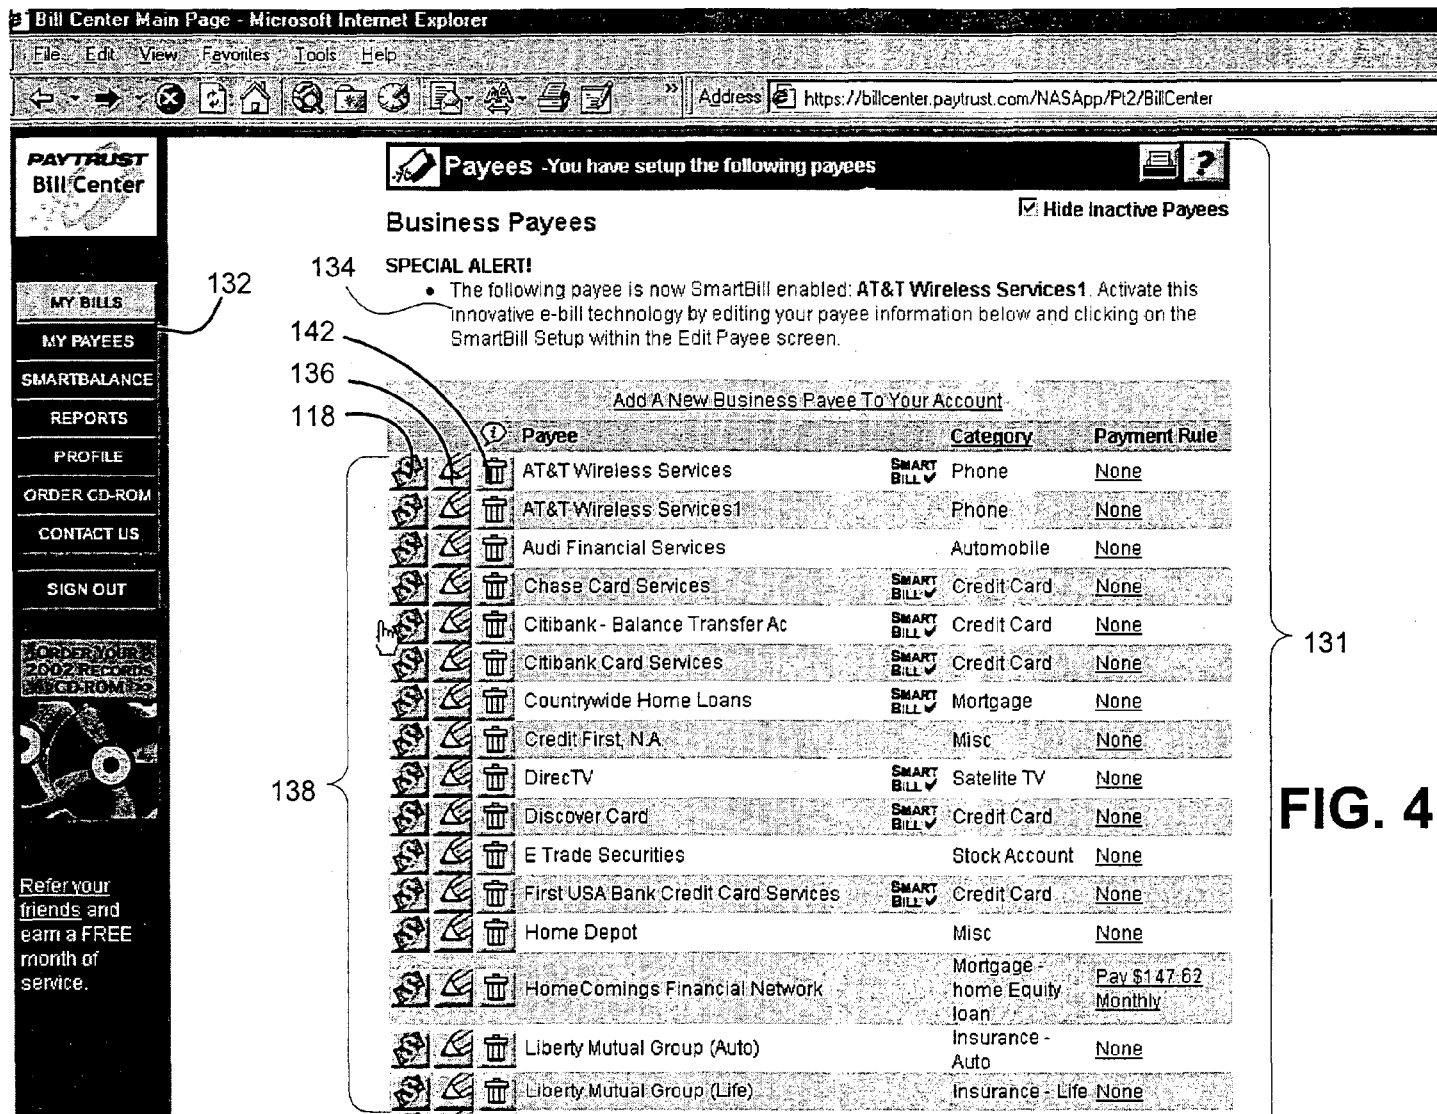 Bill Center Main Page - Microsoft Internet Explorer
File Edit View Favorites Tools Help
Address https://billcenter.paytrust.com/NASApp/Pt2/BillCenter
PAYTRUST
Bill Center
MY BILLS
MY PAYEES
SMARTBALANCE
REPORTS
PROFILE
ORDER CD-ROM
CONTACT US
SIGN OUT
ORDER YOUR
2002 RECORDS
CD-ROM
Refer your
friends and
earn a FREE
month of
service.
Payees -You have setup the following payees
Hide Inactive Payees
Business Payees
SPECIAL ALERT!
• The following payee is now SmartBill enabled: AT&T Wireless Services1. Activate this
innovative e-bill technology by editing your payee information below and clicking on the
SmartBill Setup within the Edit Payee screen.
132
134
142
136
118
Add A New Business Payee To Your Account
Payee Category Payment Rule
AT&T Wireless Services SMART BILL Phone None
AT&T Wireless Services1 Phone None
Audi Financial Services Automobile None
Chase Card Services SMART BILL Credit Card None
Citibank - Balance Transfer Ac SMART BILL Credit Card None
Citibank Card Services SMART BILL Credit Card None
Countrywide Home Loans SMART BILL Mortgage None
Credit First, N.A. Misc None
DirecTV SMART BILL Satelite TV None
Discover Card SMART BILL Credit Card None
E Trade Securities Stock Account None
First USA Bank Credit Card Services SMART BILL Credit Card None
Home Depot Misc None
HomeComings Financial Network Mortgage - home Equity loan Pay $147.62 Monthly
Liberty Mutual Group (Auto) Insurance - Auto None
Liberty Mutual Group (Life) Insurance - Life None
138
131
FIG. 4